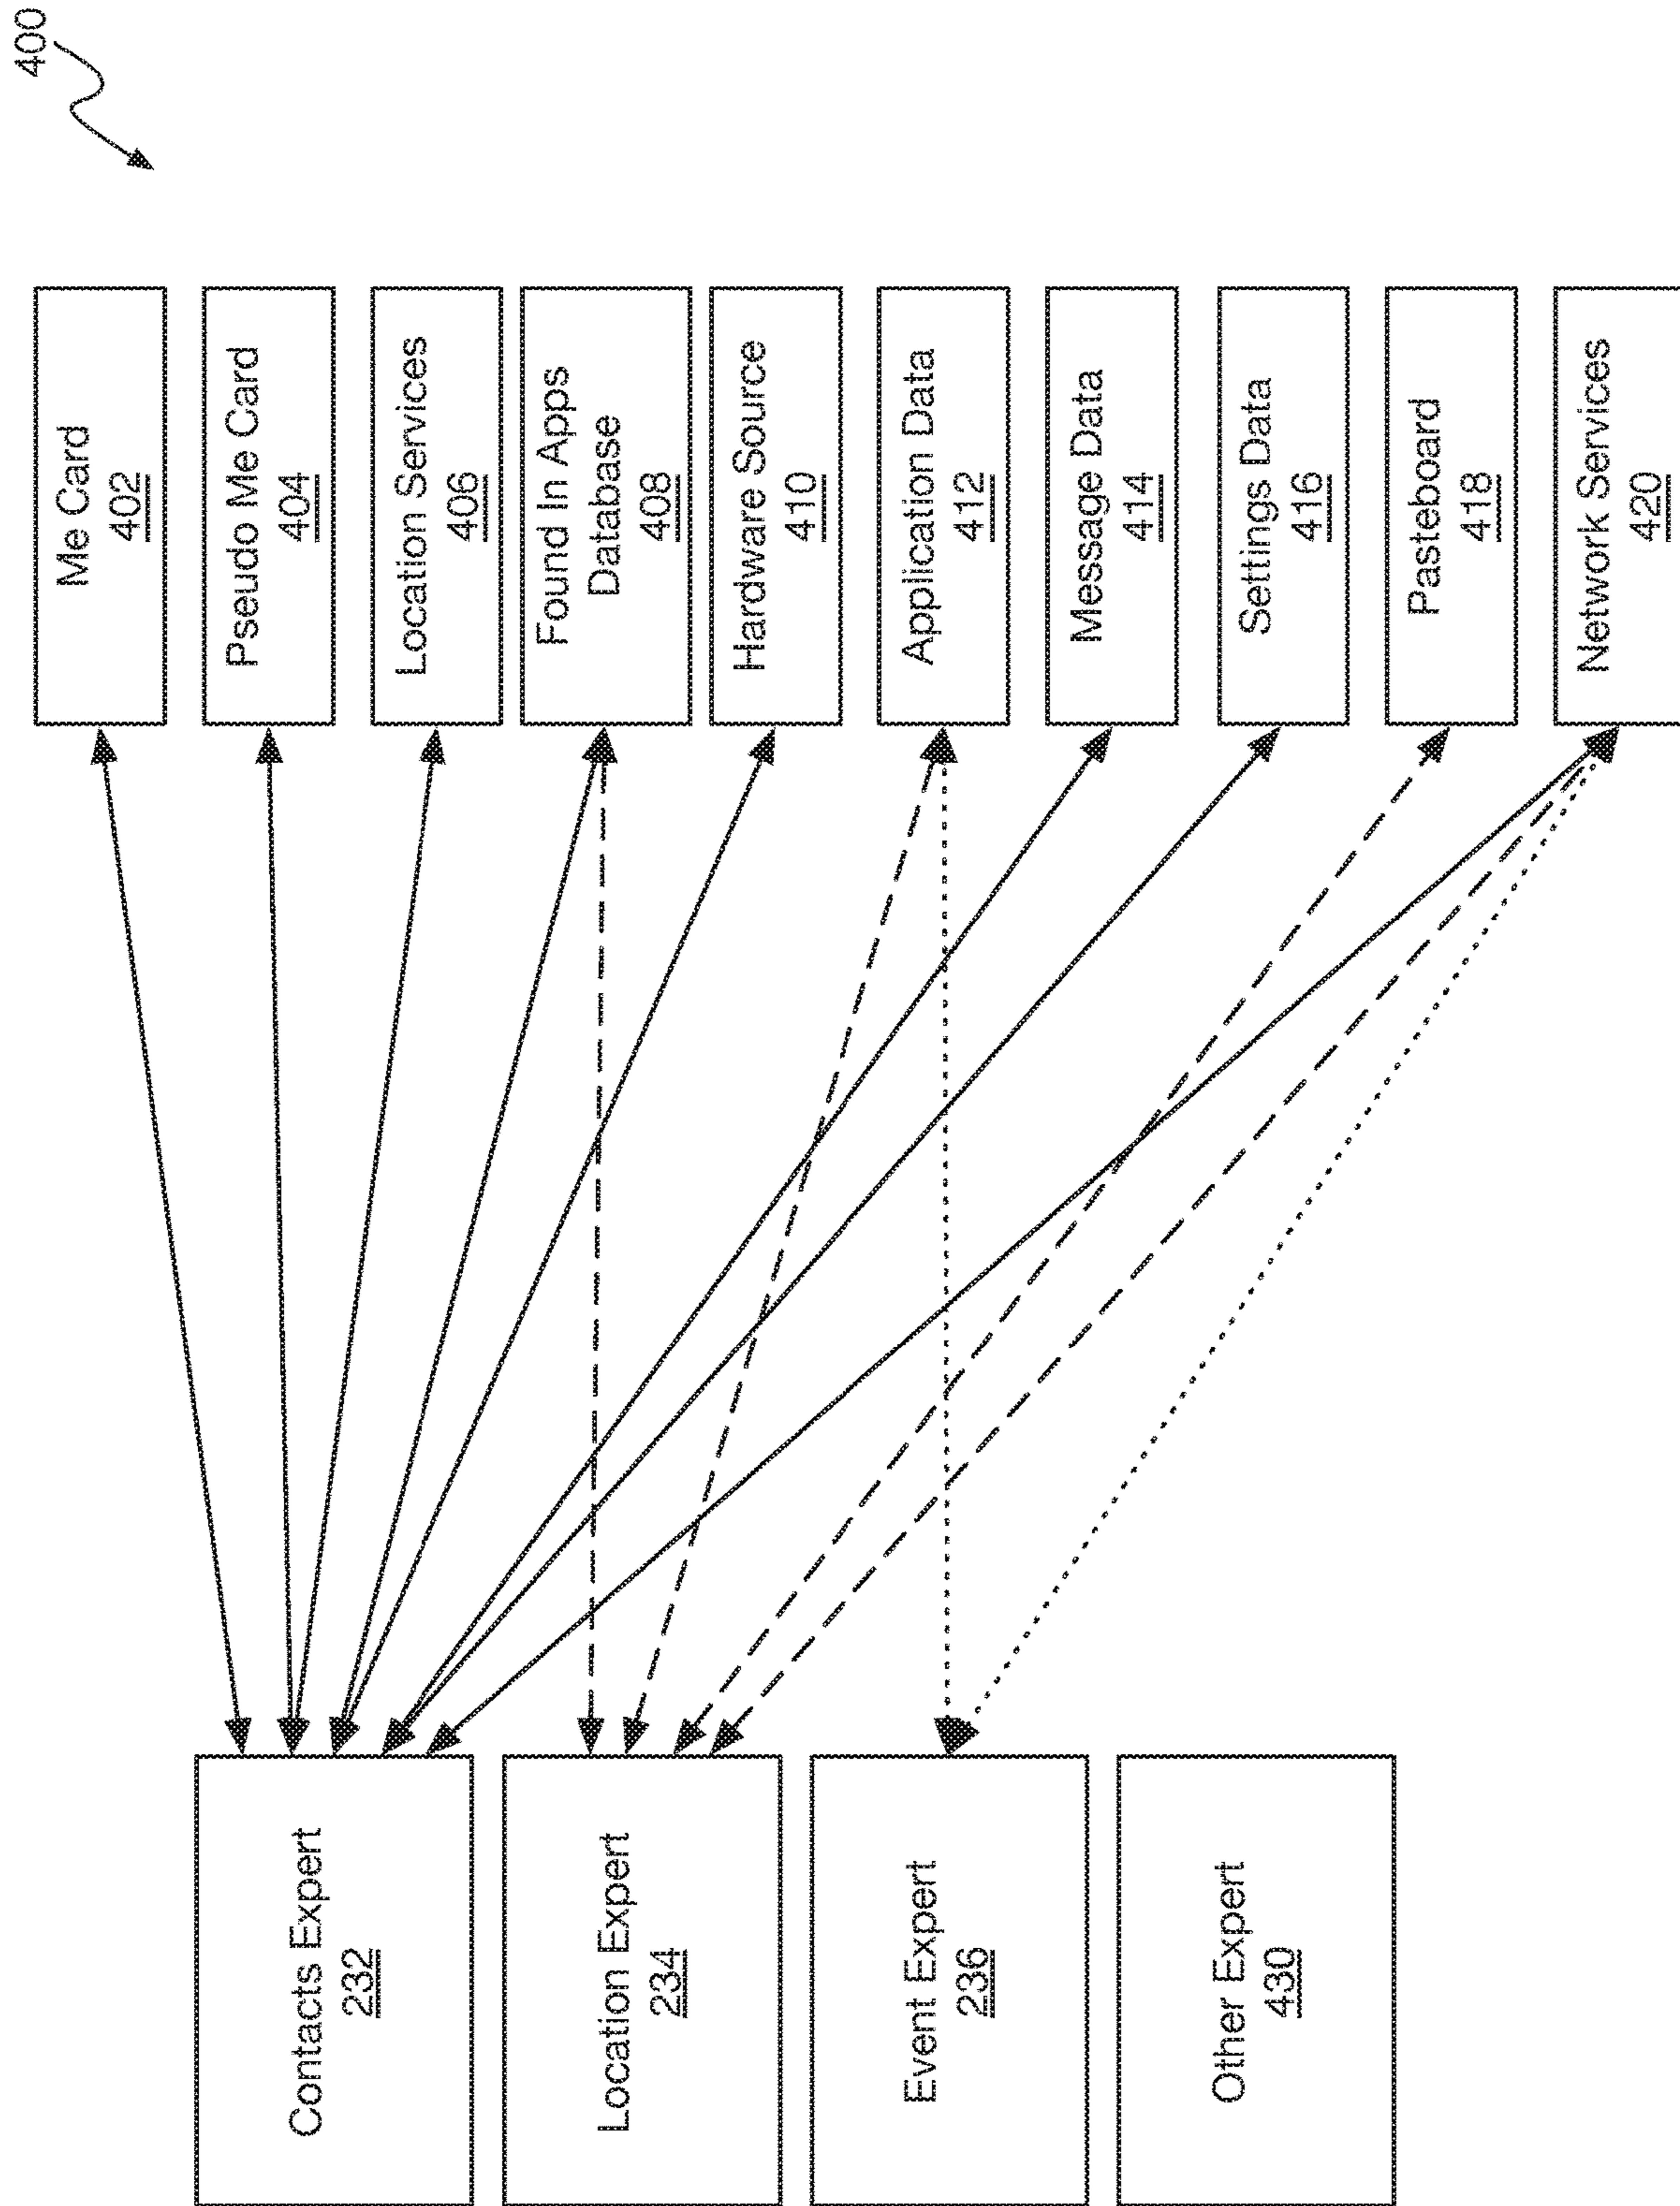 400
Me Card
402
Pseudo Me Card
404
Location Services
406
Found In Apps
Database
408
Hardware Source
410
Application Data
412
Message Data
414
Settings Data
416
Pasteboard
418
Network Services
420
Contacts Expert
232
Location Expert
234
Event Expert
236
Other Expert
430